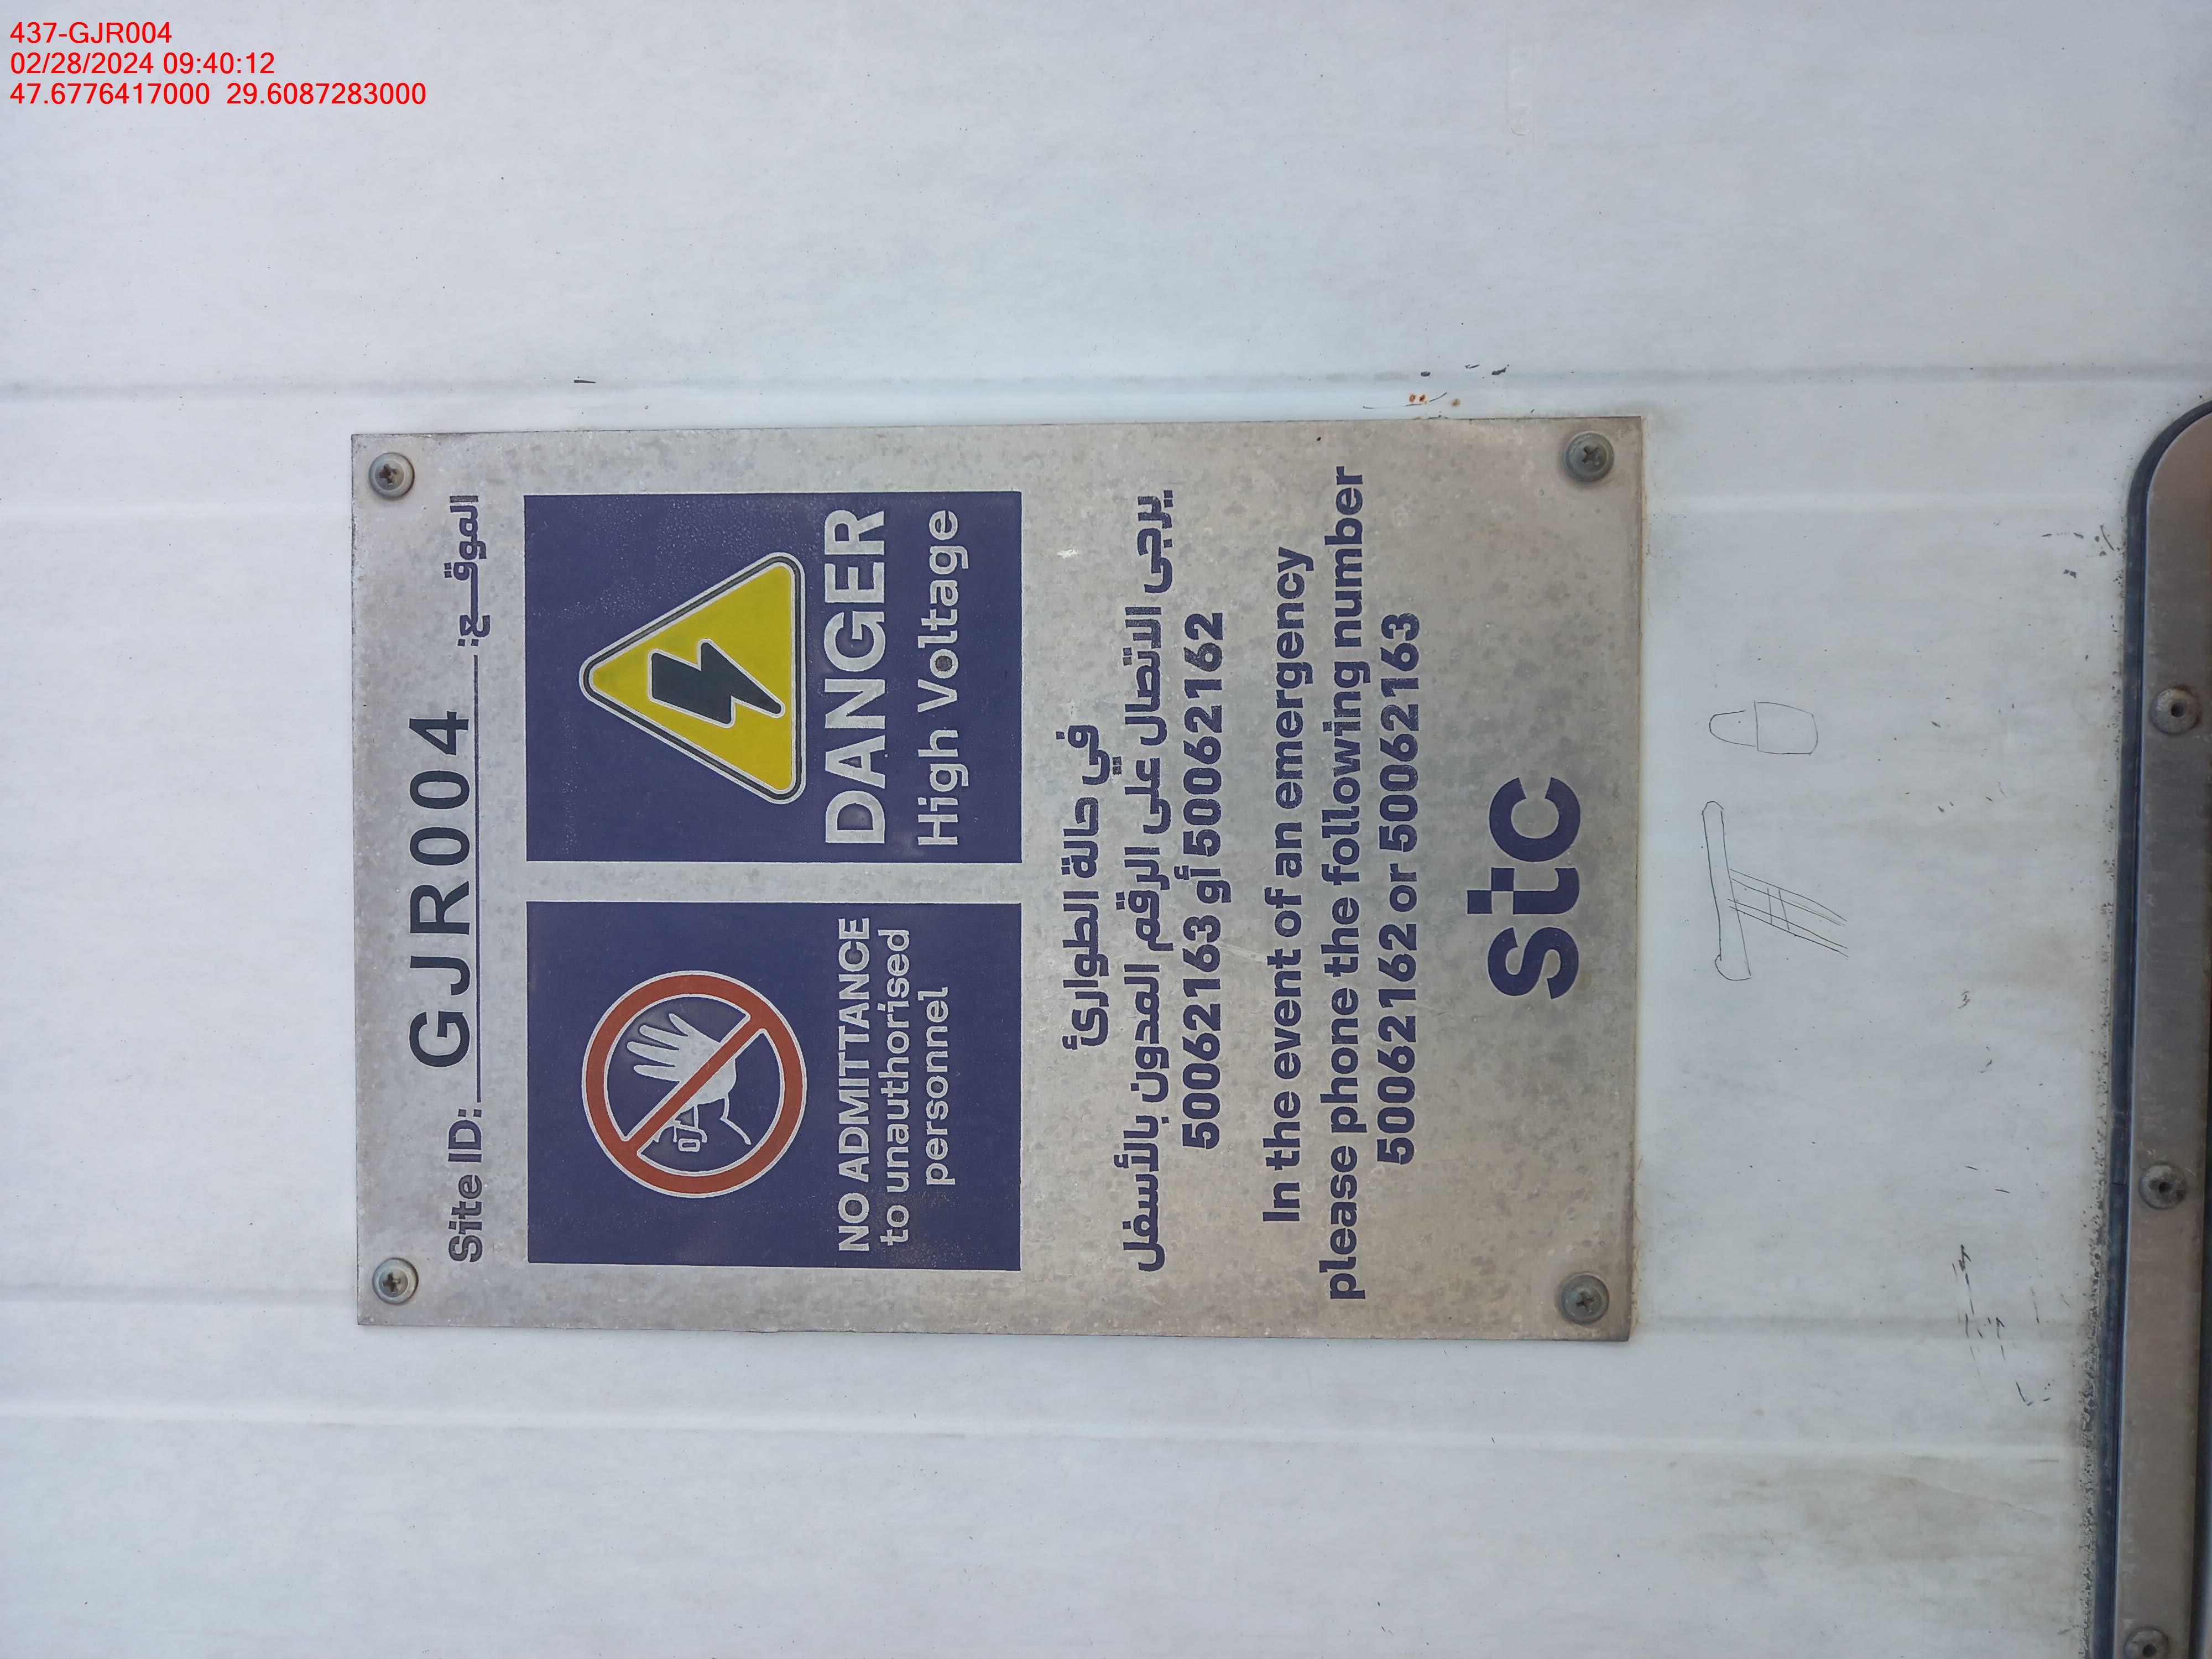 437-GJR004
02/28/2024 09:40:12
47.6776417000 29.6087283000
Site ID: GJR004 الموقـــع:
NO ADMITTANCE
to unauthorised
personnel
DANGER
High Voltage
في حالة الطوارئ
يرجى الاتصال على الرقم المدون بالأسفل
50062163 أو 50062162
In the event of an emergency
please phone the following number
50062162 or 50062163
stc